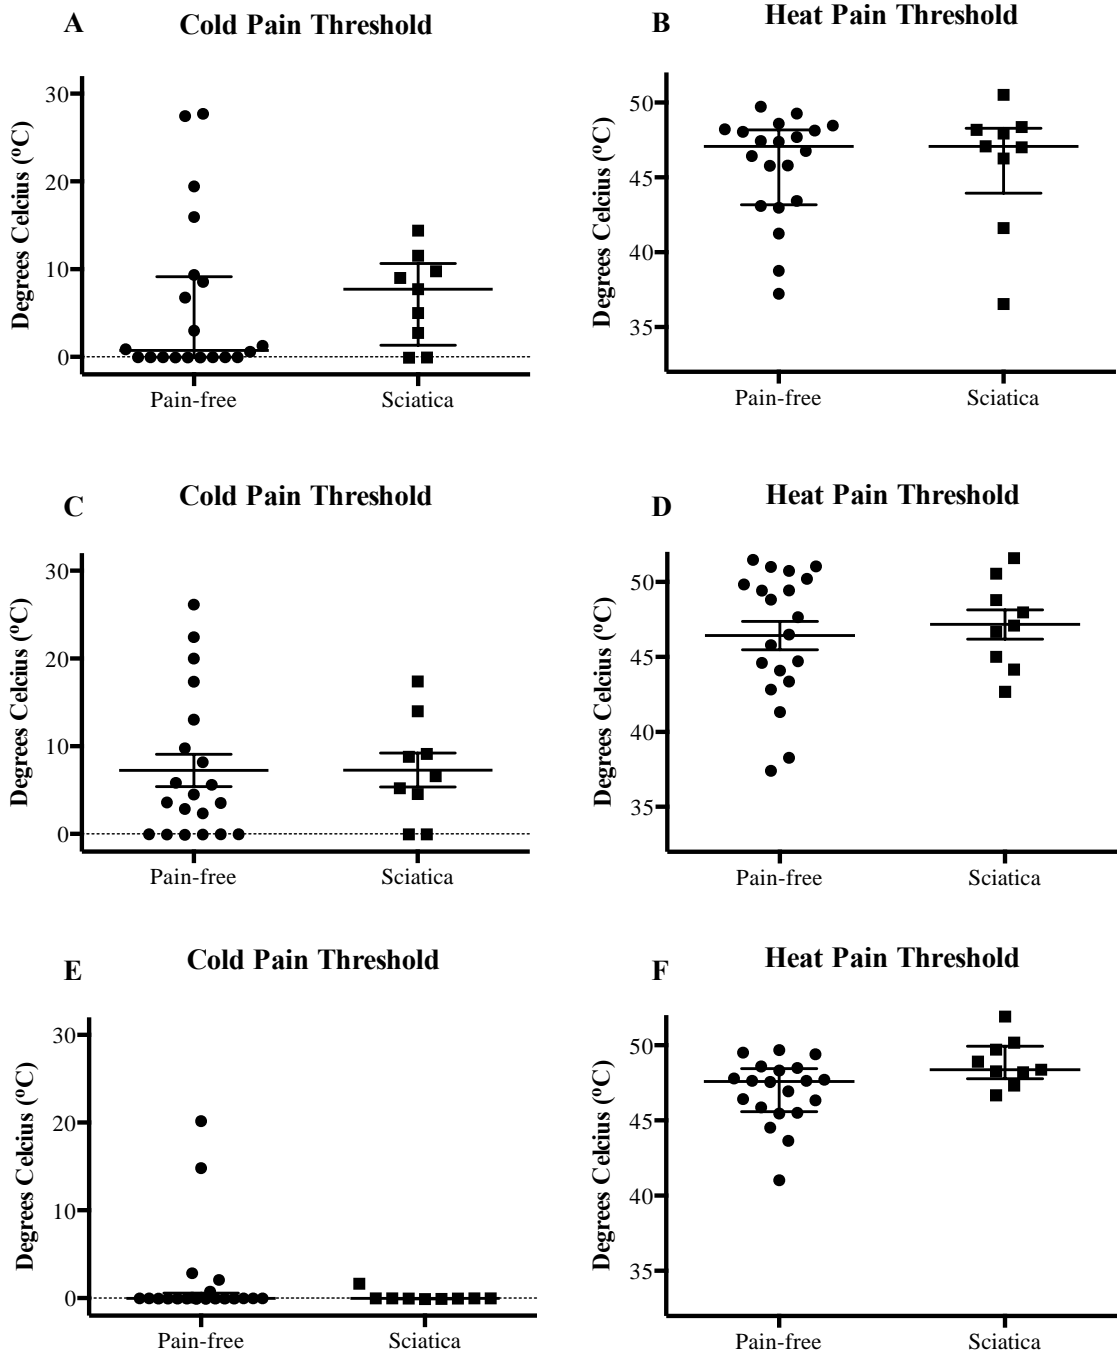 A Cold Pain Threshold
Degrees Celcius (ºC)
30
20
10
0
Pain-free Sciatica
B Heat Pain Threshold
Degrees Celcius (ºC)
50
45
40
35
Pain-free Sciatica
C Cold Pain Threshold
Degrees Celcius (ºC)
30
20
10
0
Pain-free Sciatica
D Heat Pain Threshold
Degrees Celcius (ºC)
50
45
40
35
Pain-free Sciatica
E Cold Pain Threshold
Degrees Celcius (ºC)
30
20
10
0
Pain-free Sciatica
F Heat Pain Threshold
Degrees Celcius (ºC)
50
45
40
35
Pain-free Sciatica